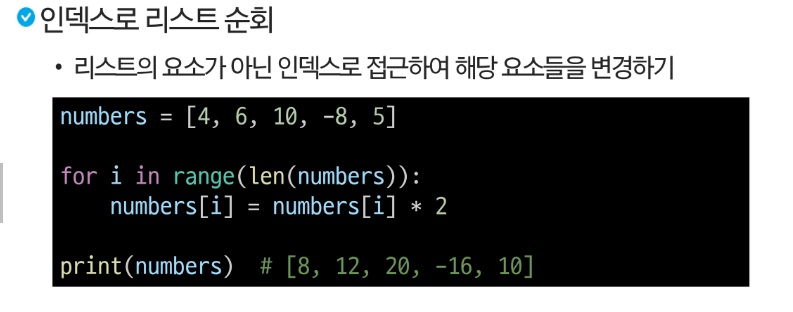 인덱스로 리스트 순회
• 리스트의 요소가 아닌 인덱스로 접근하여 해당 요소들을 변경하기
numbers = [4, 6, 10, -8, 5]
for i in range(len(numbers)):
    numbers[i] = numbers[i] * 2
print(numbers)  # [8, 12, 20, -16, 10]